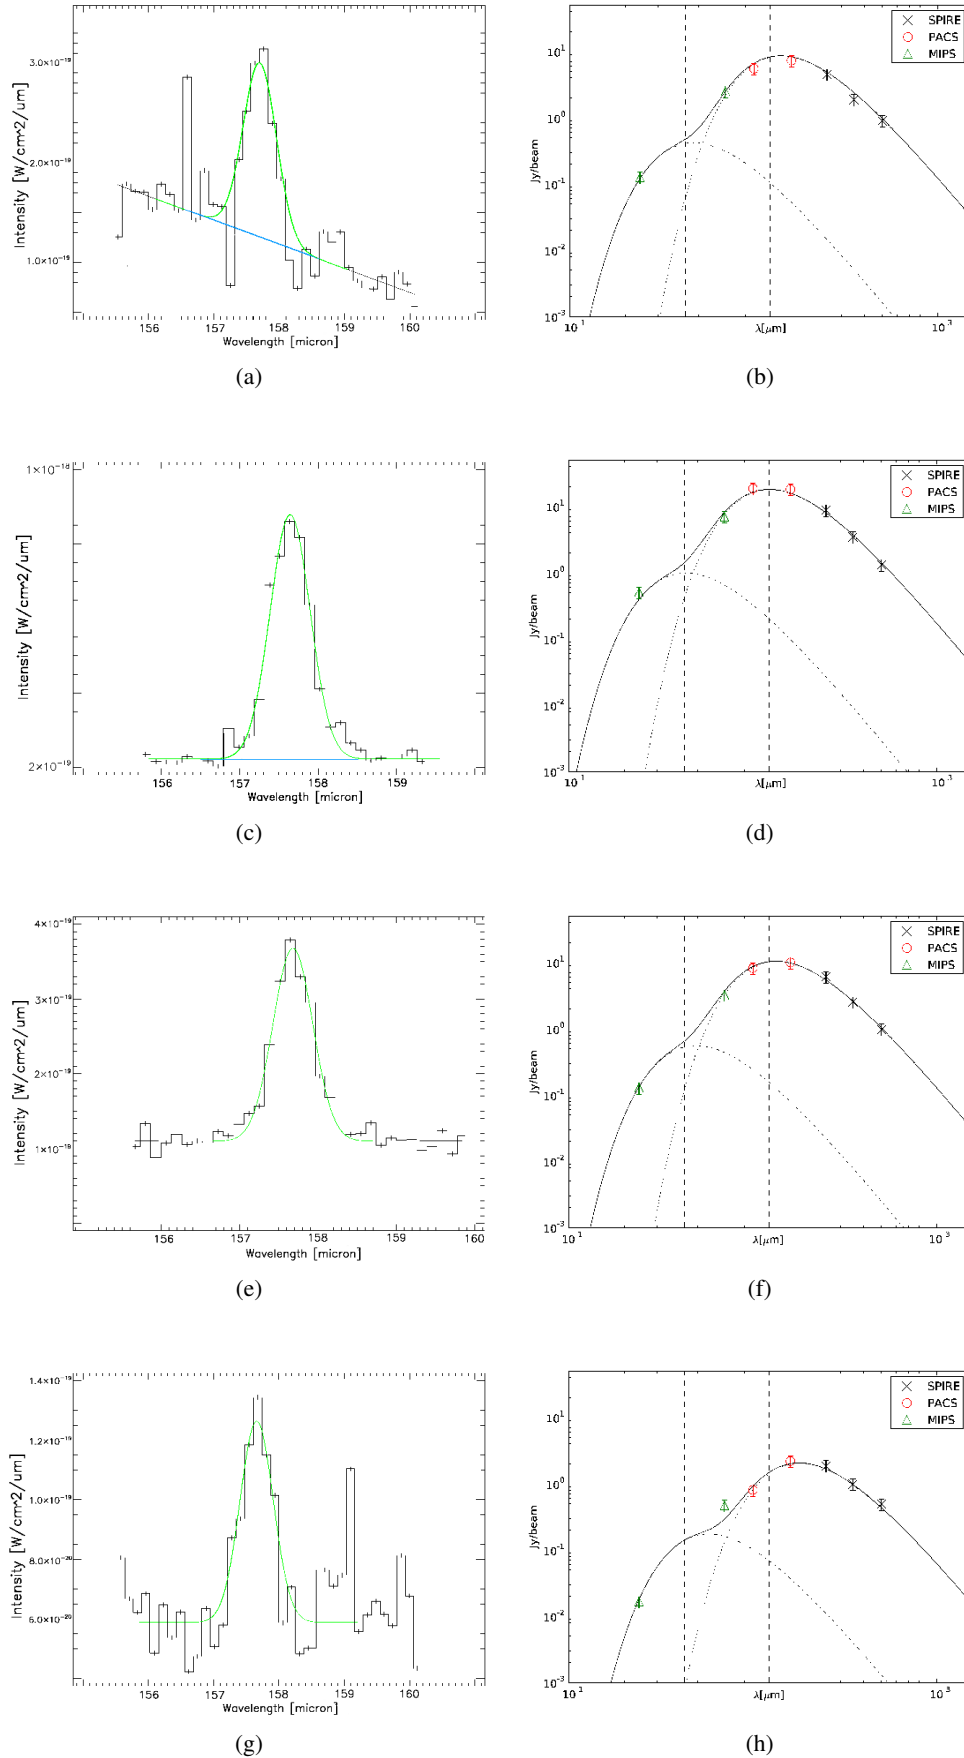 3.0×10⁻¹⁹
2.0×10⁻¹⁹
1.0×10⁻¹⁹
Intensity [W/cm^2/um]
156 157 158 159 160
Wavelength [micron]
(a)
10¹
10⁰
10⁻¹
10⁻²
10⁻³
Jy/beam
SPIRE
PACS
MIPS
10¹ 10³
λ[μm]
(b)
1×10⁻¹⁸
2×10⁻¹⁹
Intensity [W/cm^2/um]
156 157 158 159
Wavelength [micron]
(c)
10¹
10⁰
10⁻¹
10⁻²
10⁻³
Jy/beam
SPIRE
PACS
MIPS
10¹ 10³
λ[μm]
(d)
4×10⁻¹⁹
3×10⁻¹⁹
2×10⁻¹⁹
1×10⁻¹⁹
Intensity [W/cm^2/um]
156 157 158 159 160
Wavelength [micron]
(e)
10¹
10⁰
10⁻¹
10⁻²
10⁻³
Jy/beam
SPIRE
PACS
MIPS
10¹ 10³
λ[μm]
(f)
1.4×10⁻¹⁹
1.2×10⁻¹⁹
1.0×10⁻¹⁹
8.0×10⁻²⁰
6.0×10⁻²⁰
Intensity [W/cm^2/um]
156 157 158 159 160
Wavelength [micron]
(g)
10¹
10⁰
10⁻¹
10⁻²
10⁻³
Jy/beam
SPIRE
PACS
MIPS
10¹ 10³
λ[μm]
(h)